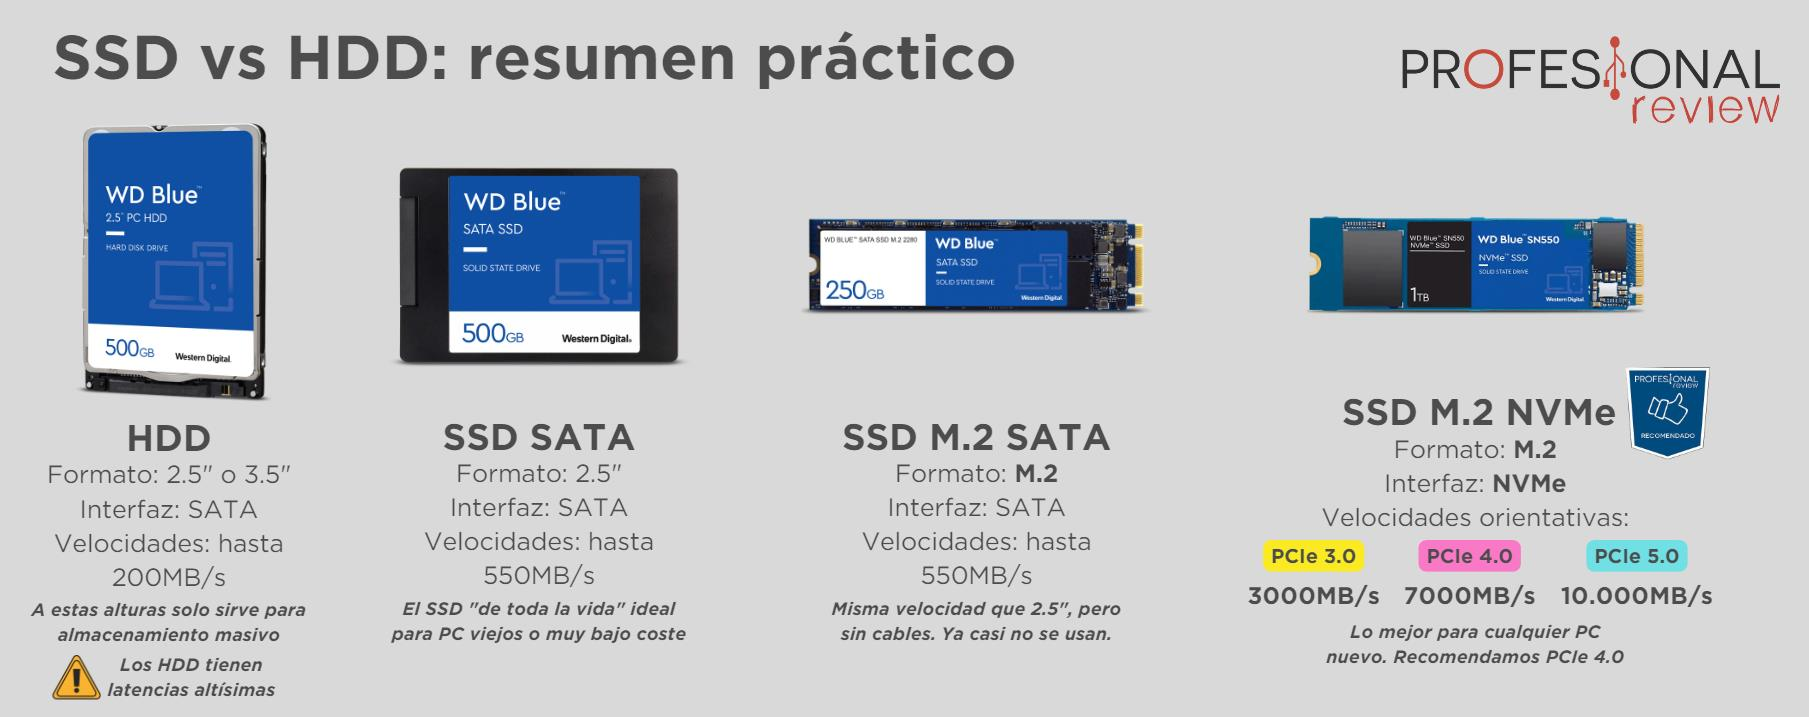 SSD vs HDD: resumen práctico
PROFESIONAL
review
WD Blue™
2.5" PC HDD
HARD DISK DRIVE
500GB
Western Digital.
HDD
Formato: 2.5" o 3.5"
Interfaz: SATA
Velocidades: hasta
200MB/s
A estas alturas solo sirve para
almacenamiento masivo
Los HDD tienen
latencias altísimas
WD Blue™
SATA SSD
SOLID STATE DRIVE
500GB
Western Digital.
SSD SATA
Formato: 2.5"
Interfaz: SATA
Velocidades: hasta
550MB/s
El SSD "de toda la vida" ideal
para PC viejos o muy bajo coste
WD BLUE™ SATA SSD M.2 2280
250GB
WD Blue™
SATA SSD
SOLID STATE DRIVE
Western Digital.
SSD M.2 SATA
Formato: M.2
Interfaz: SATA
Velocidades: hasta
550MB/s
Misma velocidad que 2.5", pero
sin cables. Ya casi no se usan.
WD Blue™ SN550
NVMe™ SSD
1TB
WD Blue™ SN550
NVMe™ SSD
SOLID STATE DRIVE
Western Digital.
PROFESIONAL
review
RECOMENDADO
SSD M.2 NVMe
Formato: M.2
Interfaz: NVMe
Velocidades orientativas:
PCIe 3.0 PCIe 4.0 PCIe 5.0
3000MB/s 7000MB/s 10.000MB/s
Lo mejor para cualquier PC
nuevo. Recomendamos PCIe 4.0